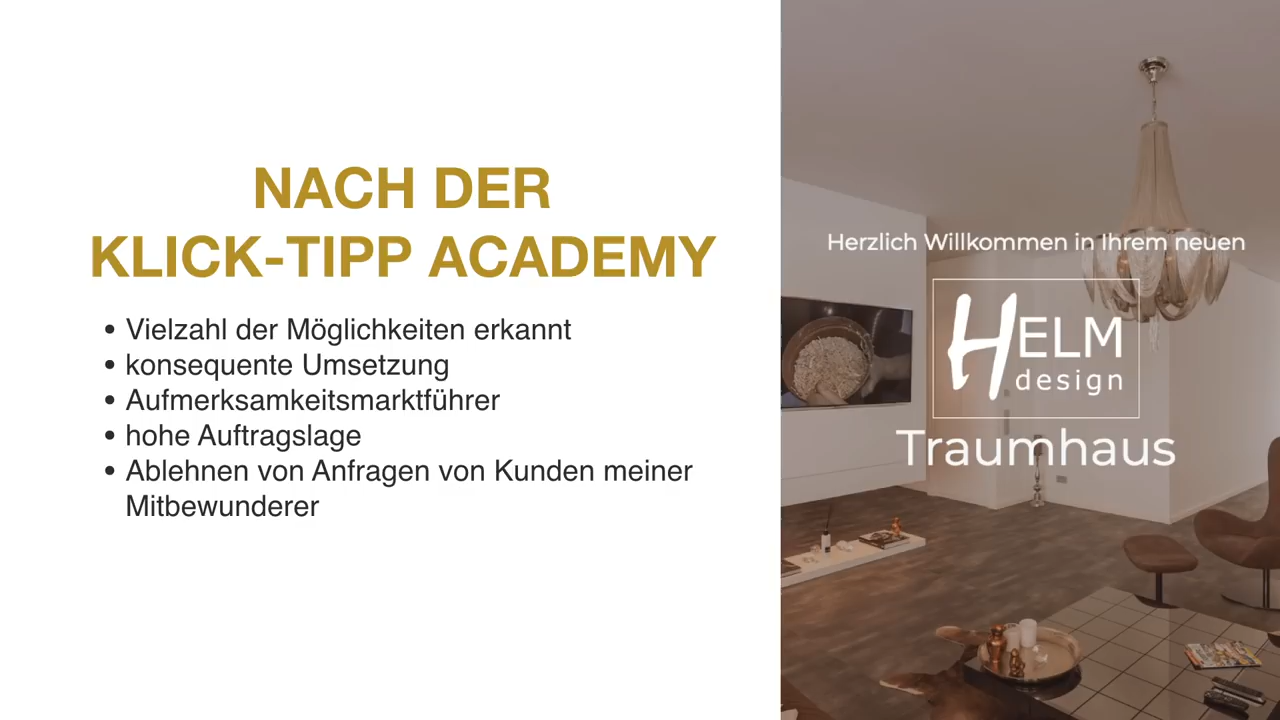 NACH DER
KLICK-TIPP ACADEMY
• Vielzahl der Möglichkeiten erkannt
• konsequente Umsetzung
• Aufmerksamkeitsmarktführer
• hohe Auftragslage
• Ablehnen von Anfragen von Kunden meiner
Mitbewunderer
Herzlich Willkommen in Ihrem neuen
HELM
design
Traumhaus